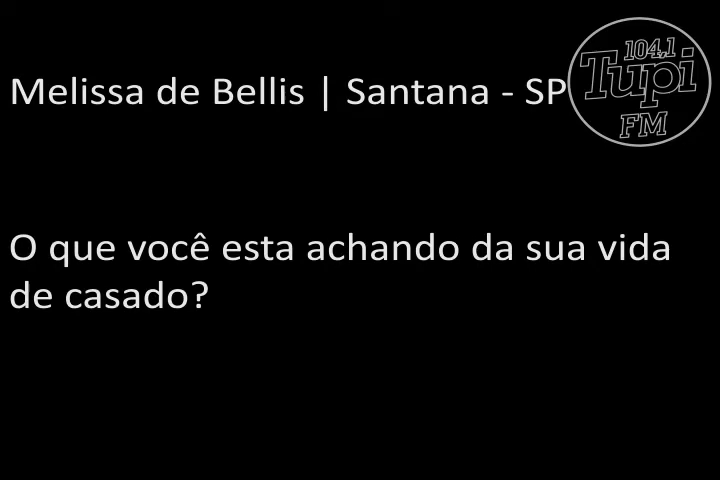 104,1
Tupi
FM
Melissa de Bellis | Santana - SP
O que você esta achando da sua vida
de casado?